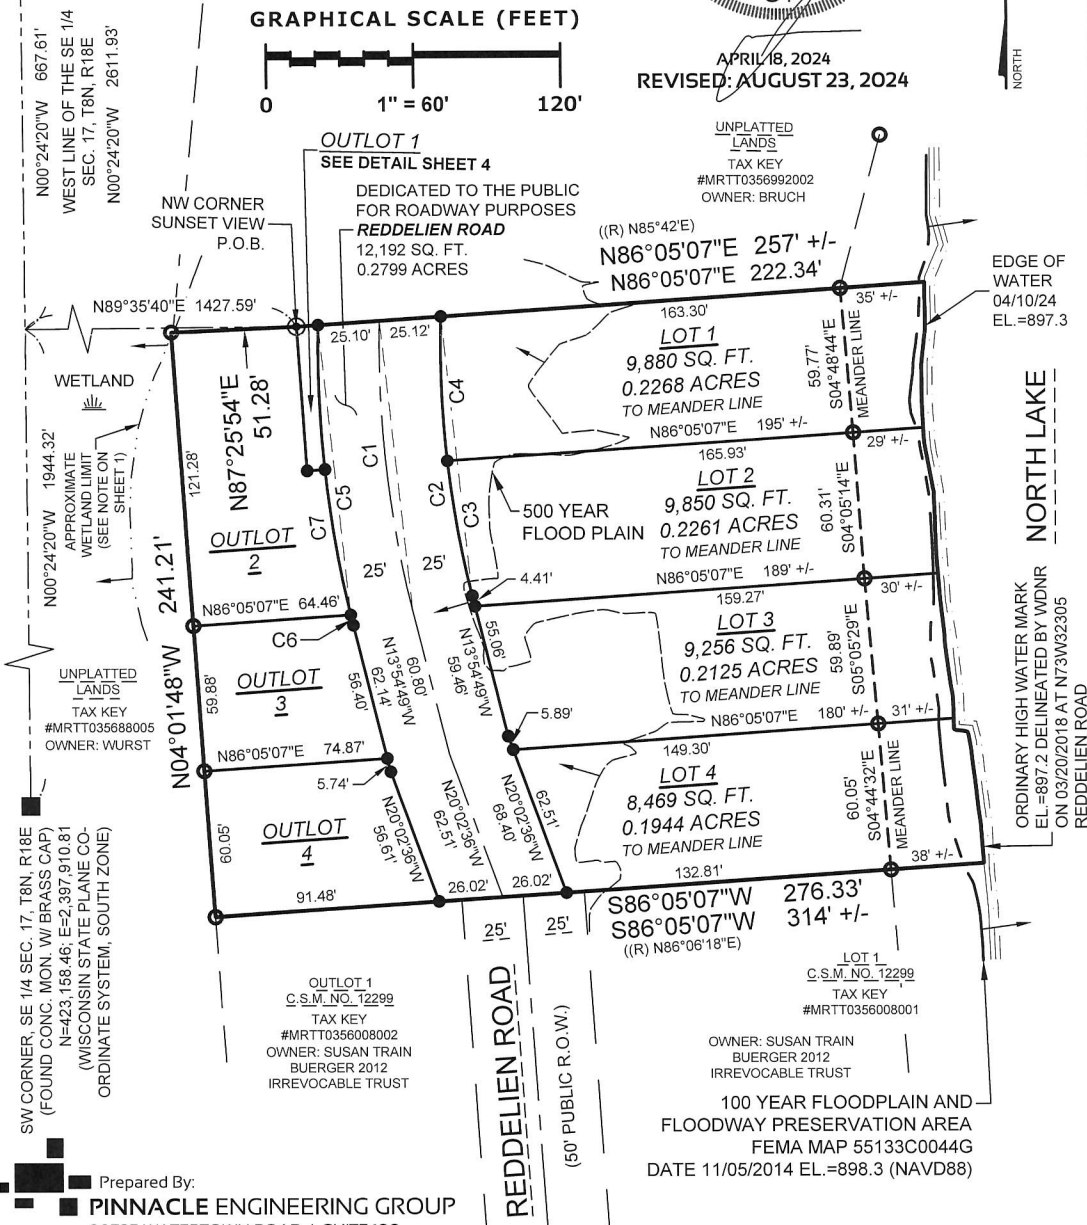 GRAPHICAL SCALE (FEET)
0
1" = 60'
120'
APRIL 18, 2024
REVISED: AUGUST 23, 2024
NORTH
N00°24'20"W 667.61'
WEST LINE OF THE SE 1/4
SEC. 17, T8N, R18E
N00°24'20"W 2611.93'
OUTLOT 1
SEE DETAIL SHEET 4
DEDICATED TO THE PUBLIC
FOR ROADWAY PURPOSES
REDDELIEN ROAD
12,192 SQ. FT.
0.2799 ACRES
NW CORNER
SUNSET VIEW
P.O.B.
UNPLATTED
LANDS
TAX KEY
#MRTT0356992002
OWNER: BRUCH
((R) N85°42'E)
N86°05'07"E 257' +/-
N86°05'07"E 222.34'
EDGE OF
WATER
04/10/24
EL.=897.3
N89°35'40"E 1427.59'
25.10'
25.12'
163.30'
35' +/-
LOT 1
9,880 SQ. FT.
0.2268 ACRES
TO MEANDER LINE
59.77'
S04°48'44"E
MEANDER LINE
WETLAND
N87°25'54"E
51.28'
C1
C4
C5
C7
C2
C3
N86°05'07"E 195' +/-
29' +/-
165.93'
121.28'
N00°24'20"W 1944.32'
APPROXIMATE
WETLAND LIMIT
(SEE NOTE ON
SHEET 1)
NORTH LAKE
LOT 2
9,850 SQ. FT.
0.2261 ACRES
TO MEANDER LINE
60.31'
S04°05'14"E
500 YEAR
FLOOD PLAIN
OUTLOT
2
25'
25'
4.41'
N86°05'07"E 189' +/-
30' +/-
159.27'
N04°01'48"W 241.21'
N86°05'07"E 64.46'
C6
LOT 3
9,256 SQ. FT.
0.2125 ACRES
TO MEANDER LINE
59.89'
S05°05'29"E
55.06'
N13°54'49"W
59.46'
60.80'
N13°54'49"W
62.14'
56.40'
ORDINARY HIGH WATER MARK
EL.=897.2 DELINEATED BY WDNR
ON 03/20/2018 AT N73W32305
REDDELIEN ROAD
UNPLATTED
LANDS
TAX KEY
#MRTT035688005
OWNER: WURST
59.88'
OUTLOT
3
5.89'
N86°05'07"E 180' +/-
31' +/-
149.30'
N86°05'07"E 74.87'
5.74'
LOT 4
8,469 SQ. FT.
0.1944 ACRES
TO MEANDER LINE
60.05'
S04°44'32"E
MEANDER LINE
62.51'
N20°02'36"W
68.40'
N20°02'36"W
62.51'
N20°02'36"W
56.61'
60.05'
OUTLOT
4
91.48'
26.02'
26.02'
132.81'
38' +/-
S86°05'07"W 276.33'
S86°05'07"W 314' +/-
((R) N86°06'18"E)
25'
25'
SW CORNER, SE 1/4 SEC. 17, T8N, R18E
(FOUND CONC. MON. W/ BRASS CAP)
N=423,158.46; E=2,397,910.81
(WISCONSIN STATE PLANE CO-
ORDINATE SYSTEM, SOUTH ZONE)
OUTLOT 1
C.S.M. NO. 12299
TAX KEY
#MRTT0356008002
OWNER: SUSAN TRAIN
BUERGER 2012
IRREVOCABLE TRUST
REDDELIEN ROAD
(50' PUBLIC R.O.W.)
LOT 1
C.S.M. NO. 12299
TAX KEY
#MRTT0356008001
OWNER: SUSAN TRAIN
BUERGER 2012
IRREVOCABLE TRUST
100 YEAR FLOODPLAIN AND
FLOODWAY PRESERVATION AREA
FEMA MAP 55133C0044G
DATE 11/05/2014 EL.=898.3 (NAVD88)
Prepared By:
PINNACLE ENGINEERING GROUP